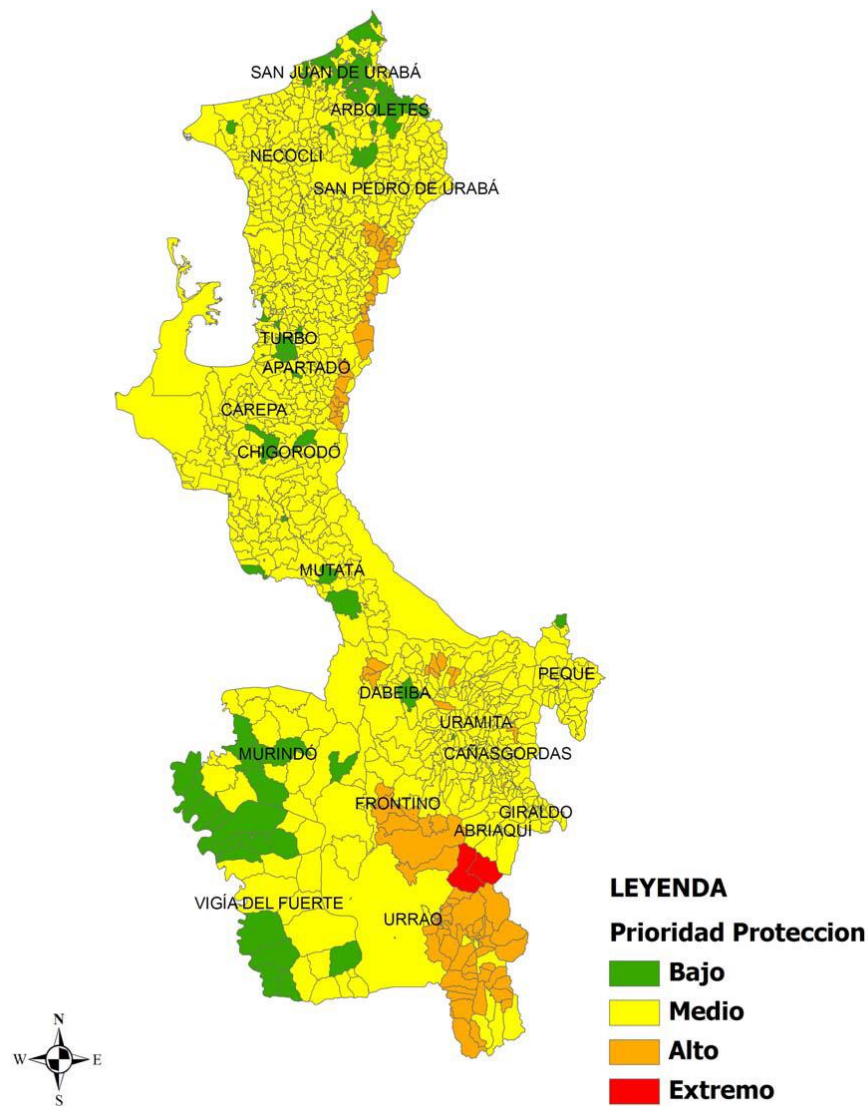 SAN JUAN DE URABÁ
ARBOLETES
NECOCLI
SAN PEDRO DE URABÁ
TURBO
APARTADÓ
CAREPA
CHIGORODÓ
MUTATÁ
PEQUE
DABEIBA
URAMITA
MURINDÓ
CAÑASGORDAS
FRONTINO
GIRALDO
ABRIAQUÍ
VIGÍA DEL FUERTE
URRAO
LEYENDA
Prioridad Proteccion
Bajo
Medio
Alto
Extremo
N
W E
S